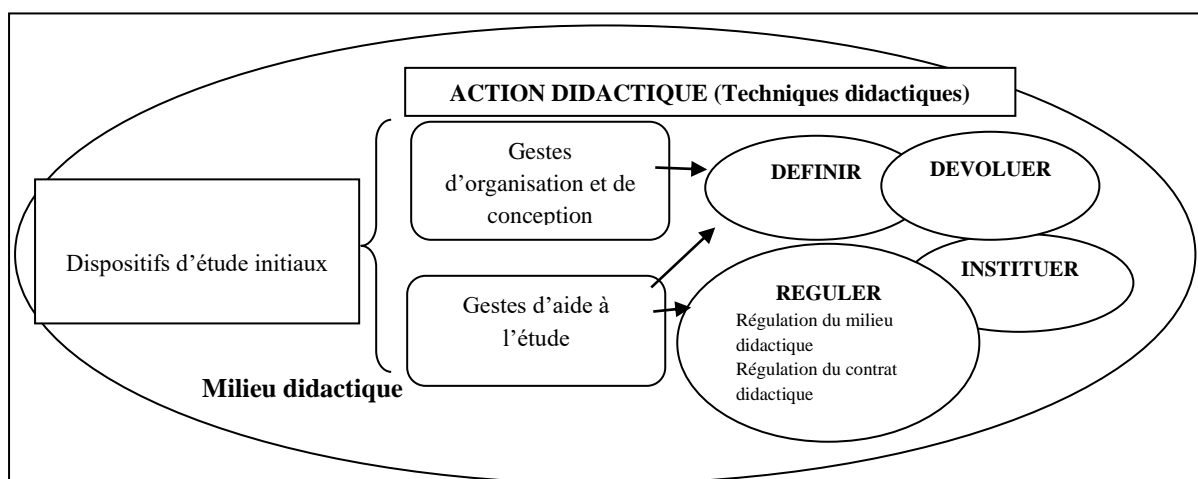 ACTION DIDACTIQUE (Techniques didactiques)
Gestes
d’organisation et de
conception
DEFINIR
DEVOLUER
Dispositifs d’étude initiaux
INSTITUER
Gestes d’aide à
l’étude
REGULER
Régulation du milieu
didactique
Régulation du contrat
didactique
Milieu didactique